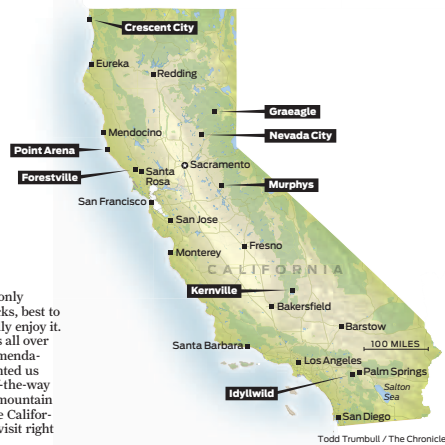 Crescent City
Eureka
Redding
Graeagle
Mendocino
Nevada City
Point Arena
Sacramento
Forestville
Santa
Rosa
Murphys
San Francisco
San Jose
Monterey
Fresno
CALIFORNIA
Kernville
Bakersfield
Barstow
Santa Barbara
100 MILES
Los Angeles
Palm Springs
Idyllwild
Salton
Sea
San Diego
Todd Trumbull / The Chronicle
only
cks, best to
ly enjoy it.
s all over
menda-
nted us
f-the-way
mountain
e Califor-
visit right